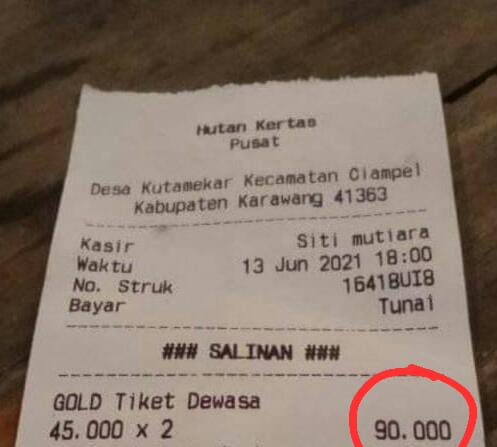 Hutan Kertas
Pusat
Desa Kutamekar Kecamatan Ciampel
Kabupaten Karawang 41363
Kasir Siti mutiara
Waktu 13 Jun 2021 18:00
No. Struk 16418UI8
Bayar Tunai
### SALINAN ###
GOLD Tiket Dewasa
45.000 x 2 90.000